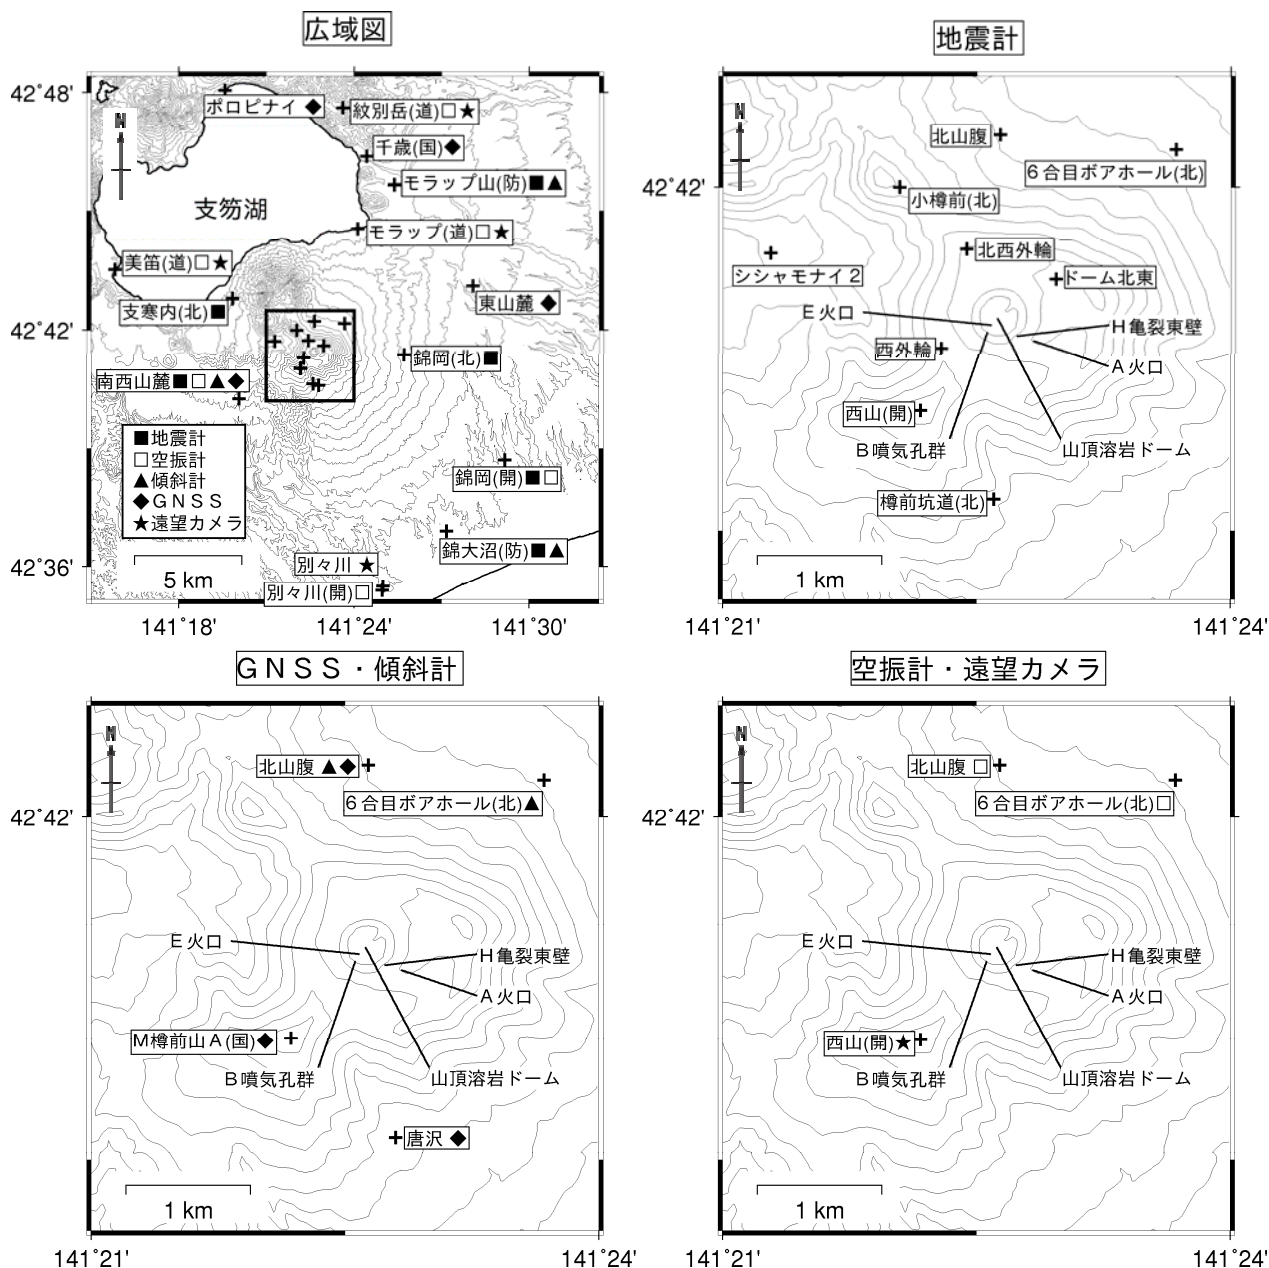 広域図
N
42˚48'
42˚42'
42˚36'
ポロピナイ ◆
紋別岳(道)□★
千歳(国)◆
モラップ山(防)■▲
支笏湖
モラップ(道)□★
美笛(道)□★
支寒内(北)■
東山麓 ◆
錦岡(北)■
南西山麓■□▲◆
■地震計
□空振計
▲傾斜計
◆GNSS
★遠望カメラ
錦岡(開)■□
錦大沼(防)■▲
別々川 ★
別々川(開)□
5 km
141˚18'
141˚24'
141˚30'
地震計
N
42˚42'
北山腹
6合目ボアホール(北)
小樽前(北)
北西外輪
シシャモナイ2
ドーム北東
E火口
H亀裂東壁
西外輪
A火口
西山(開)
B噴気孔群
山頂溶岩ドーム
樽前坑道(北)
1 km
141˚21'
141˚24'
GNSS・傾斜計
N
42˚42'
北山腹 ▲◆
6合目ボアホール(北)▲
E火口
H亀裂東壁
A火口
M樽前山A(国)◆
B噴気孔群
山頂溶岩ドーム
唐沢 ◆
1 km
141˚21'
141˚24'
空振計・遠望カメラ
N
42˚42'
北山腹 □
6合目ボアホール(北)□
E火口
H亀裂東壁
A火口
西山(開)★
B噴気孔群
山頂溶岩ドーム
1 km
141˚21'
141˚24'